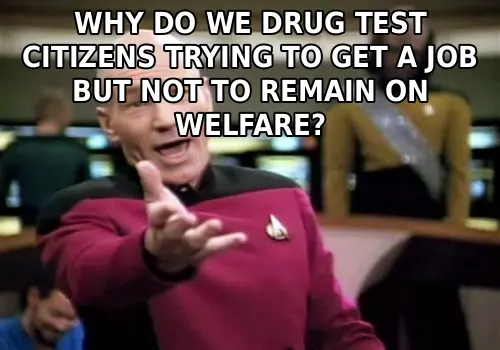 WHY DO WE DRUG TEST
CITIZENS TRYING TO GET A JOB
BUT NOT TO REMAIN ON
WELFARE?